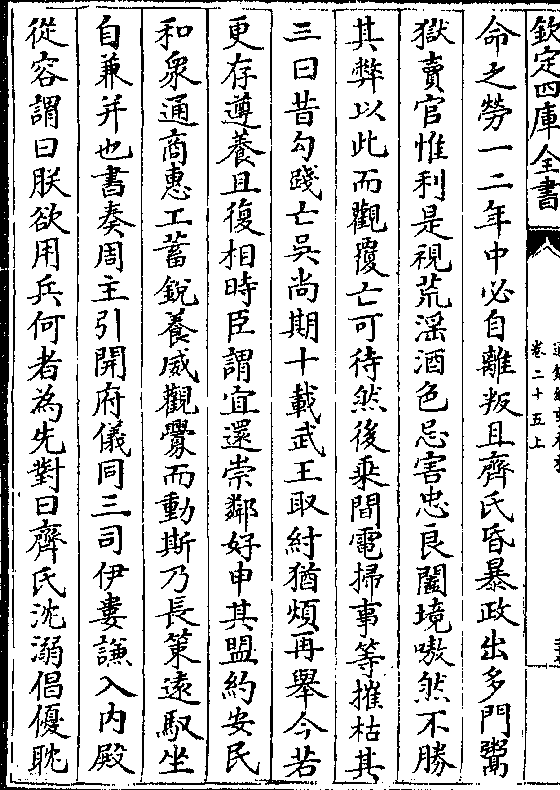 欽定四庫全書
卷二十五上
命之勞一二年中必自離叛且齊氏昏暴政出多門鬻
獄賣官惟利是視荒淫酒色忌害忠良闔境嗷然不勝
其弊以此而觀覆亡可待然後乘間電掃事等摧枯其
三曰昔勾踐亡吳尚期十載武王取紂猶煩再舉今若
更存遵養且復相時臣謂宜還崇鄰好申其盟約安民
和衆通商惠工蓄銳養威觀釁而動斯乃長策遠馭坐
自兼并也書奏周主引開府儀同三司伊婁謙入内殿
從容謂曰朕欲用兵何者為先對曰齊氏沈溺倡優耽